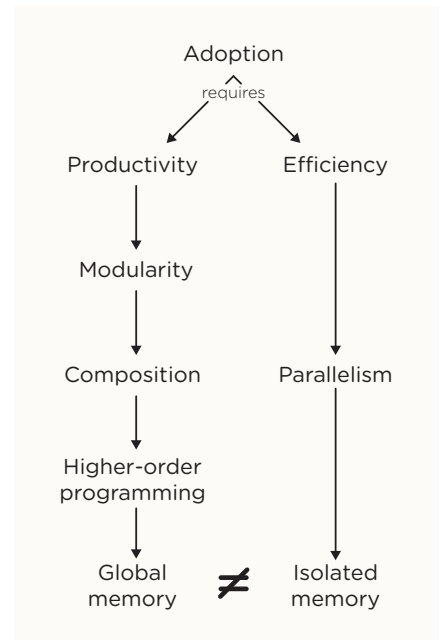 Adoption
requires
Productivity
Efficiency
Modularity
Composition
Parallelism
Higher-order
programming
Global
memory
≠
Isolated
memory